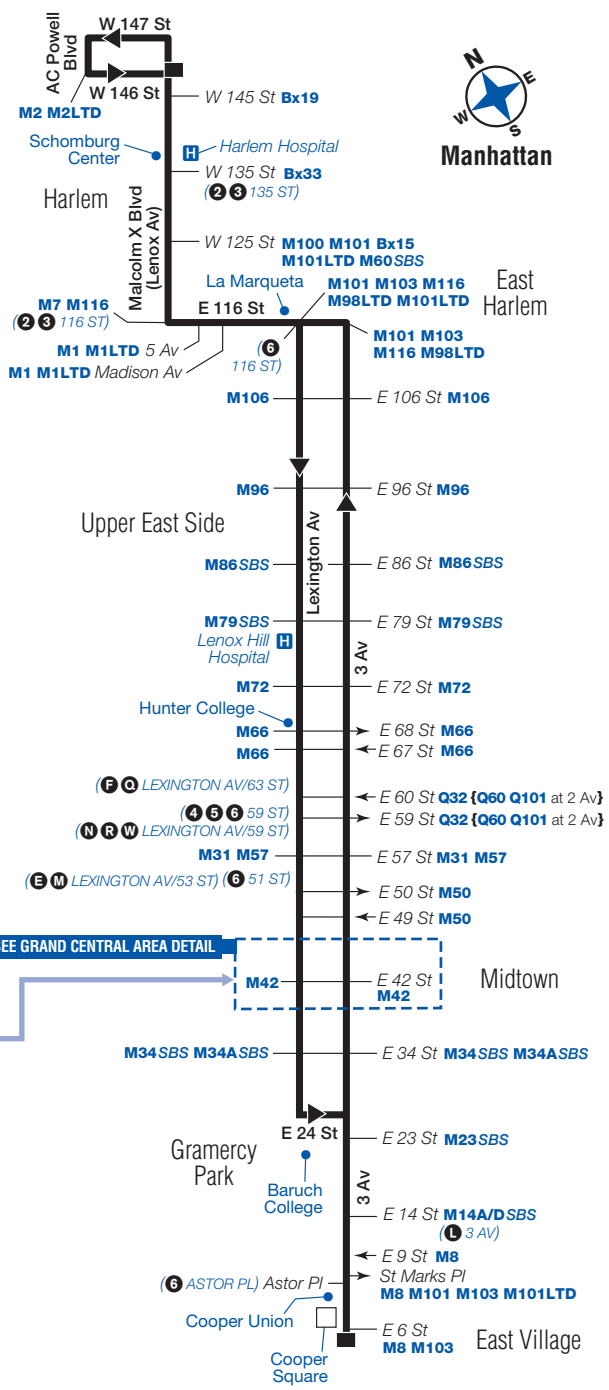 W 147 St
AC Powell
Blvd
W 146 St
M2 M2LTD
N
E
W
S
Manhattan
W 145 St Bx19
Schomburg
Center
H Harlem Hospital
W 135 St Bx33
(2 3 135 ST)
Harlem
Malcolm X Blvd
(Lenox Av)
W 125 St M100 M101 Bx15
M101LTD M60SBS
La Marqueta
M101 M103 M116
M98LTD M101LTD
East
Harlem
E 116 St
M7 M116
(2 3 116 ST)
M1 M1LTD 5 Av
M1 M1LTD Madison Av
(6
116 ST)
M101 M103
M116 M98LTD
M106
E 106 St M106
M96
E 96 St M96
Upper East Side
Lexington Av
M86SBS
E 86 St M86SBS
M79SBS
E 79 St M79SBS
Lenox Hill H
Hospital
3 Av
M72
E 72 St M72
Hunter College
M66
E 68 St M66
M66
E 67 St M66
(F Q LEXINGTON AV/63 ST)
E 60 St Q32 {Q60 Q101 at 2 Av}
(4 5 6 59 ST)
E 59 St Q32 {Q60 Q101 at 2 Av}
(N R W LEXINGTON AV/59 ST)
M31 M57
E 57 St M31 M57
(E M LEXINGTON AV/53 ST) (6 51 ST)
E 50 St M50
E 49 St M50
SEE GRAND CENTRAL AREA DETAIL
M42
E 42 St
M42
Midtown
M34SBS M34ASBS
E 34 St M34SBS M34ASBS
E 24 St
E 23 St M23SBS
Gramercy
Park
Baruch
College
3 Av
E 14 St M14A/DSBS
(L 3 AV)
E 9 St M8
(6 ASTOR PL) Astor Pl
St Marks Pl
M8 M101 M103 M101LTD
Cooper Union
Cooper
Square
E 6 St
M8 M103
East Village